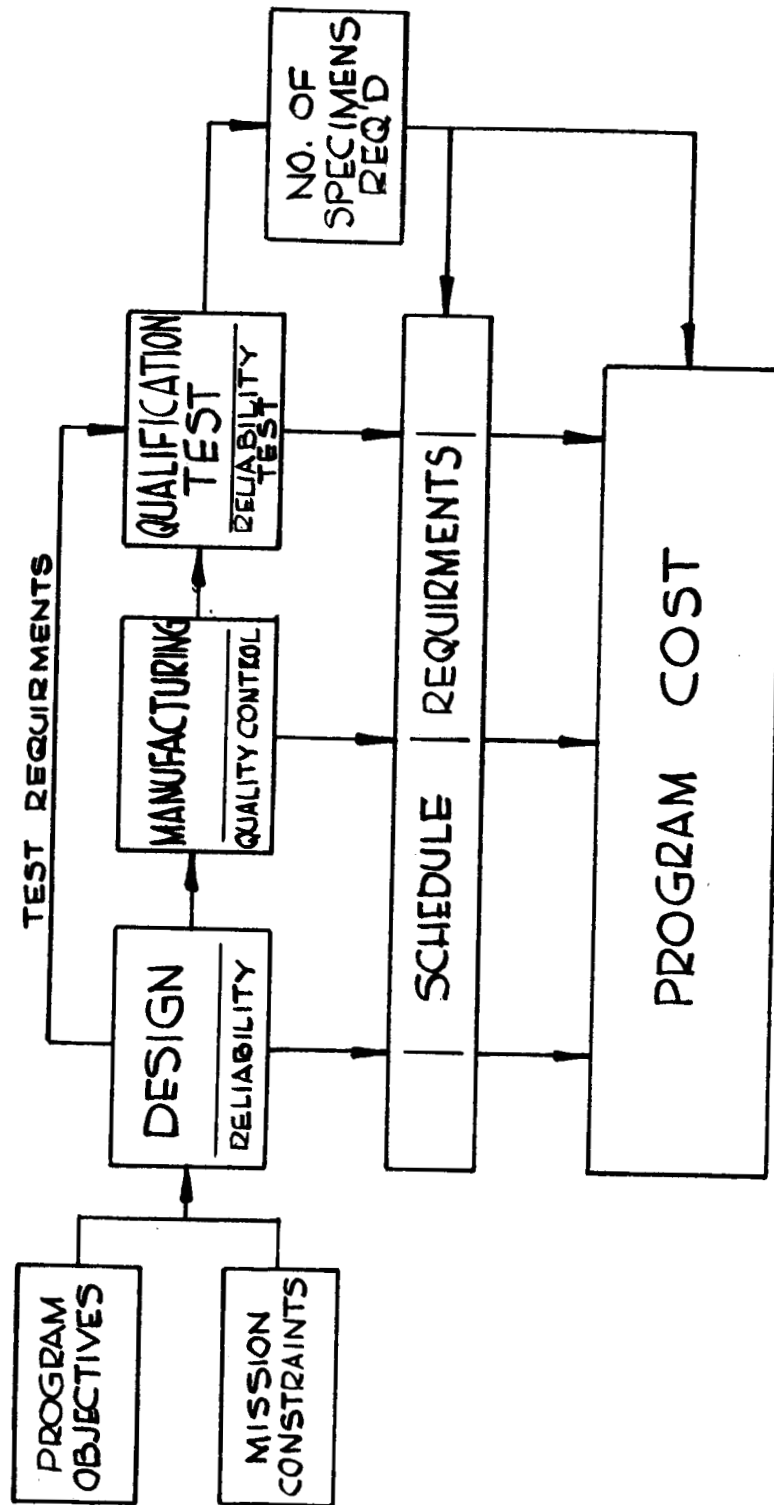 TEST REQUIRMENTS
PROGRAM
OBJECTIVES
MISSION
CONSTRAINTS
DESIGN
RELIABILITY
MANUFACTURING
QUALITY CONTROL
QUALIFICATION
TEST
RELIABILITY
TEST
NO. OF
SPECIMENS
REQ'D
SCHEDULE REQUIRMENTS
PROGRAM COST